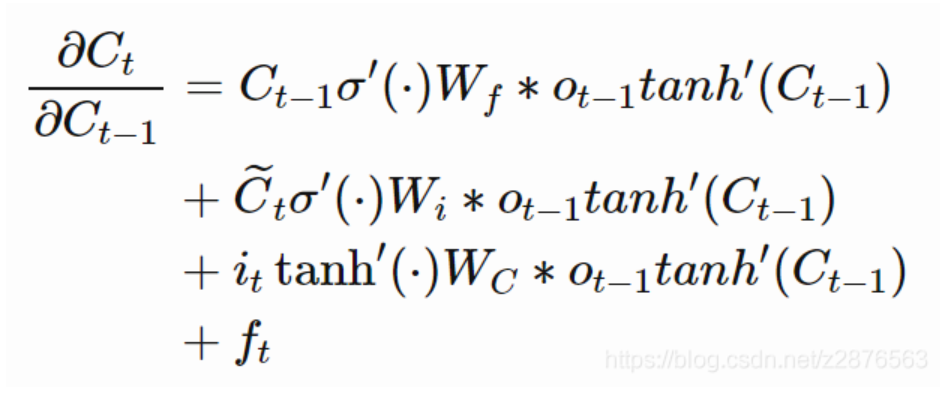 ∂C_t/∂C_{t−1} = C_{t−1}σ′(·)W_f * o_{t−1}tanh′(C_{t−1})
+ C̃_tσ′(·)W_i * o_{t−1}tanh′(C_{t−1})
+ i_t tanh′(·)W_C * o_{t−1}tanh′(C_{t−1})
+ f_t
https://blog.csdn.net/z2876563